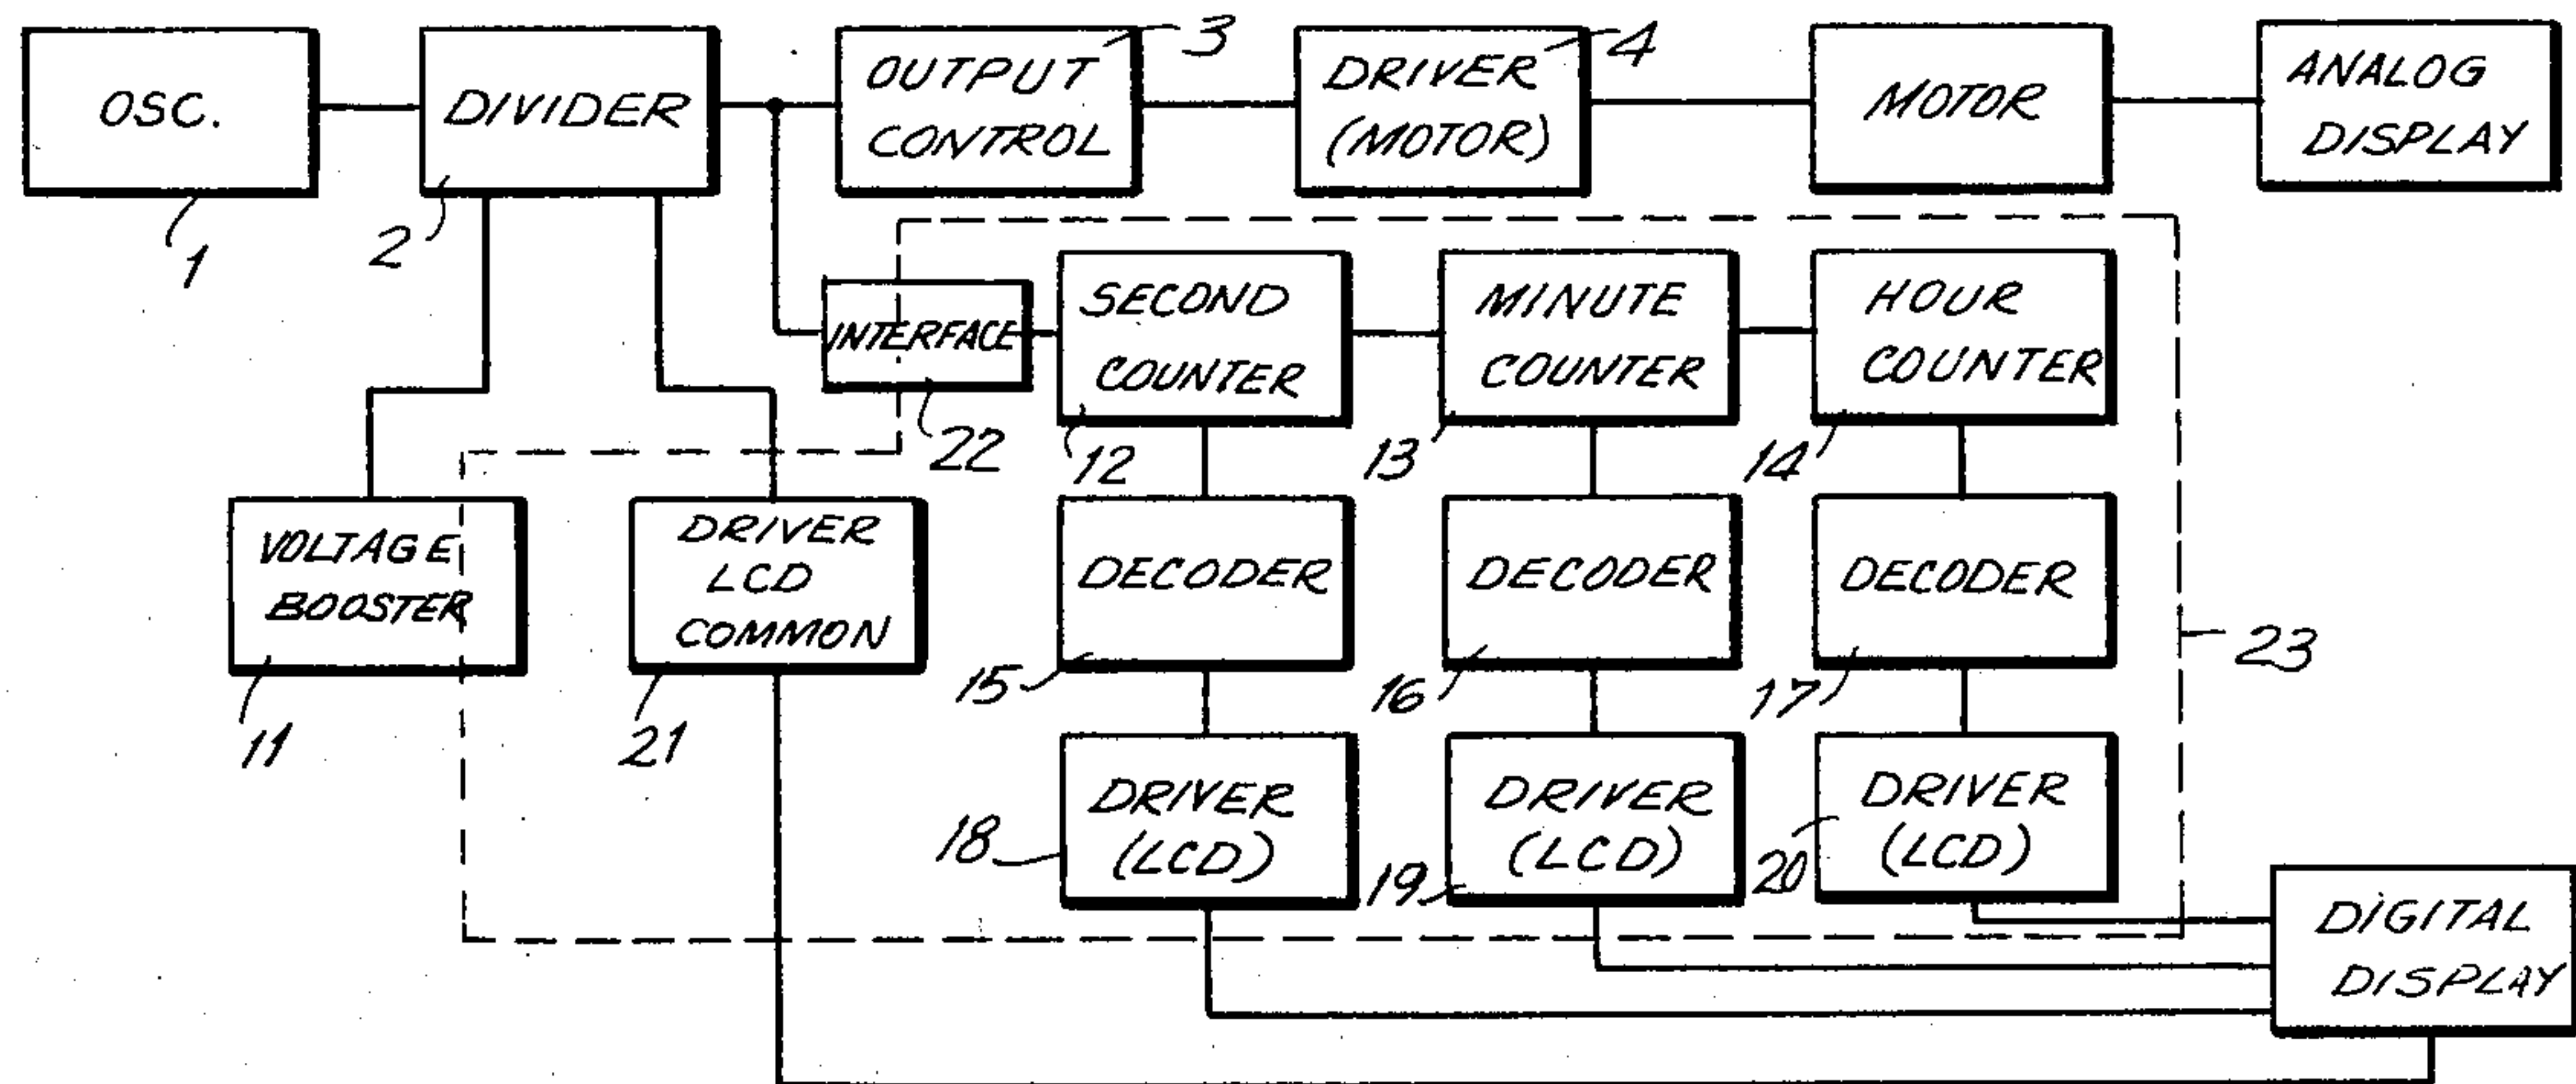 OSC.
1
DIVIDER
2
OUTPUT
CONTROL
3
DRIVER
(MOTOR)
4
MOTOR
ANALOG
DISPLAY
INTERFACE
22
SECOND
COUNTER
12
MINUTE
COUNTER
13
HOUR
COUNTER
14
VOLTAGE
BOOSTER
11
DRIVER
LCD
COMMON
21
DECODER
15
DECODER
16
DECODER
17
23
DRIVER
(LCD)
18
DRIVER
(LCD)
19
DRIVER
(LCD)
20
DIGITAL
DISPLAY